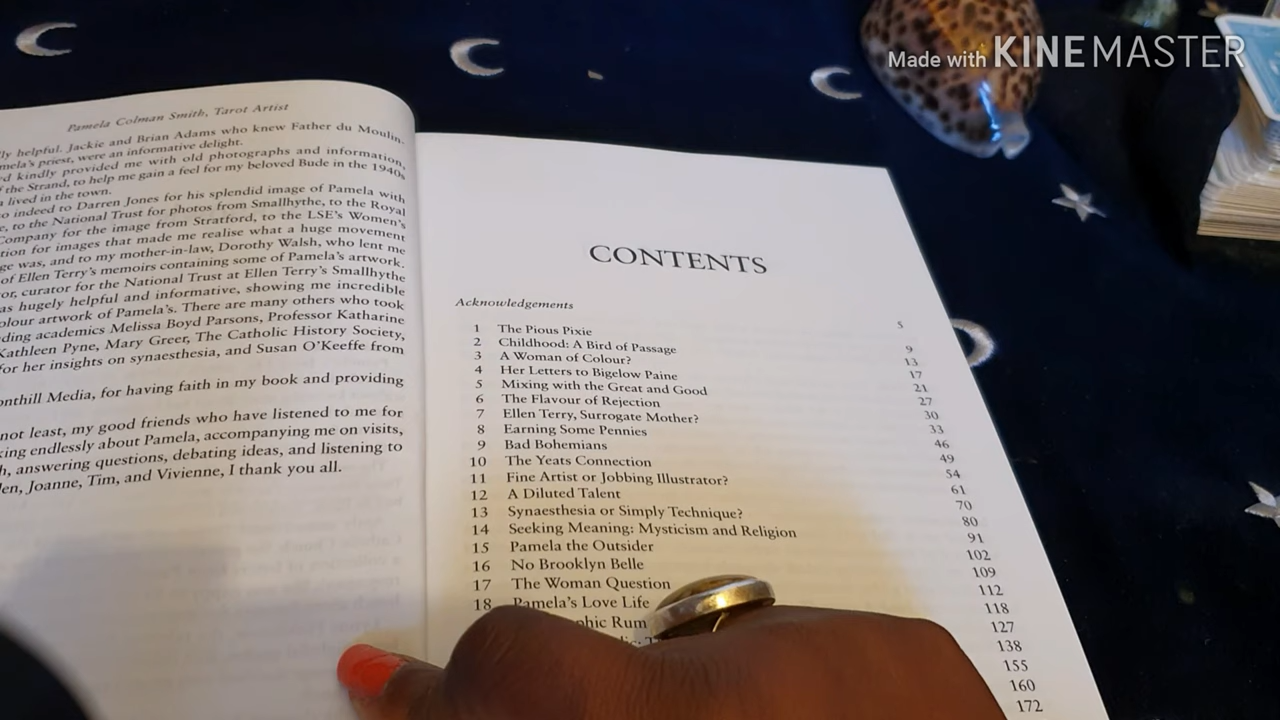 Made with KINEMASTER
Pamela Colman Smith, Tarot Artist
ly helpful. Jackie and Brian Adams who knew Father du Moulin-
mela's priest, were an informative delight.
rd kindly provided me with old photographs and information,
f the Strand, to help me gain a feel for my beloved Bude in the 1940s
lived in the town.
o indeed to Darren Jones for his splendid image of Pamela with
e, to the National Trust for photos from Smallhythe, to the Royal
Company for the image from Stratford, to the LSE's Women's
tion for images that made me realise what a huge movement
ge was, and to my mother-in-law, Dorothy Walsh, who lent me
of Ellen Terry's memoirs containing some of Pamela's artwork.
or, curator for the National Trust at Ellen Terry's Smallhythe
as hugely helpful and informative, showing me incredible
olour artwork of Pamela's. There are many others who took
ding academics Melissa Boyd Parsons, Professor Katharine
Kathleen Pyne, Mary Greer, The Catholic History Society,
for her insights on synaesthesia, and Susan O'Keeffe from
onthill Media, for having faith in my book and providing
not least, my good friends who have listened to me for
king endlessly about Pamela, accompanying me on visits,
h, answering questions, debating ideas, and listening to
len, Joanne, Tim, and Vivienne, I thank you all.
CONTENTS
Acknowledgements 5
1 The Pious Pixie 9
2 Childhood: A Bird of Passage 13
3 A Woman of Colour? 17
4 Her Letters to Bigelow Paine 21
5 Mixing with the Great and Good 27
6 The Flavour of Rejection 30
7 Ellen Terry, Surrogate Mother? 33
8 Earning Some Pennies 46
9 Bad Bohemians 49
10 The Yeats Connection 54
11 Fine Artist or Jobbing Illustrator? 61
12 A Diluted Talent 70
13 Synaesthesia or Simply Technique? 80
14 Seeking Meaning: Mysticism and Religion 91
15 Pamela the Outsider 102
16 No Brooklyn Belle 109
17 The Woman Question 112
18 Pamela's Love Life 118
phic Rum 127
138
155
160
172